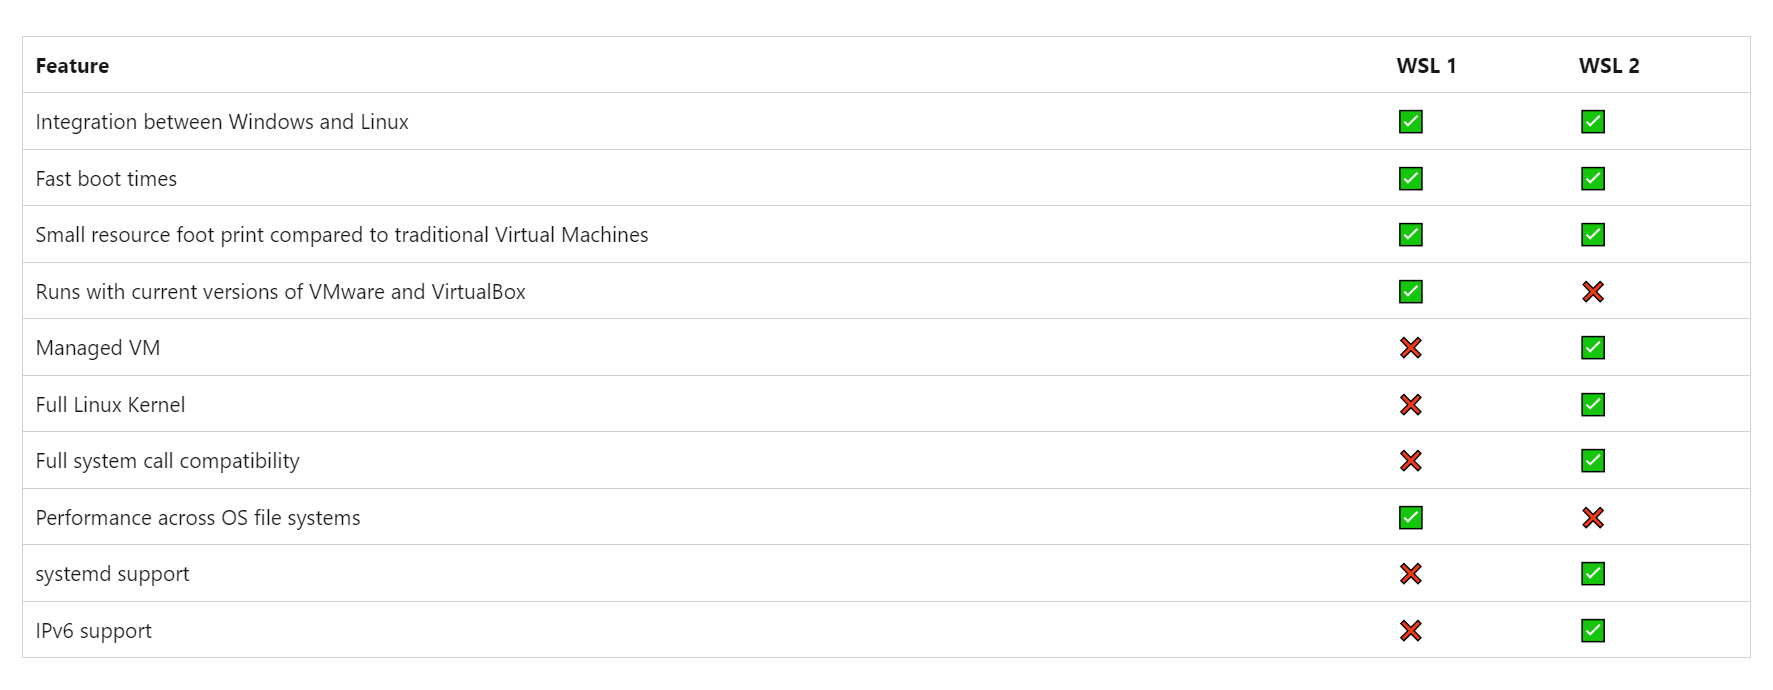 Feature WSL 1 WSL 2
Integration between Windows and Linux ✅ ✅
Fast boot times ✅ ✅
Small resource foot print compared to traditional Virtual Machines ✅ ✅
Runs with current versions of VMware and VirtualBox ✅ ❌
Managed VM ❌ ✅
Full Linux Kernel ❌ ✅
Full system call compatibility ❌ ✅
Performance across OS file systems ✅ ❌
systemd support ❌ ✅
IPv6 support ❌ ✅